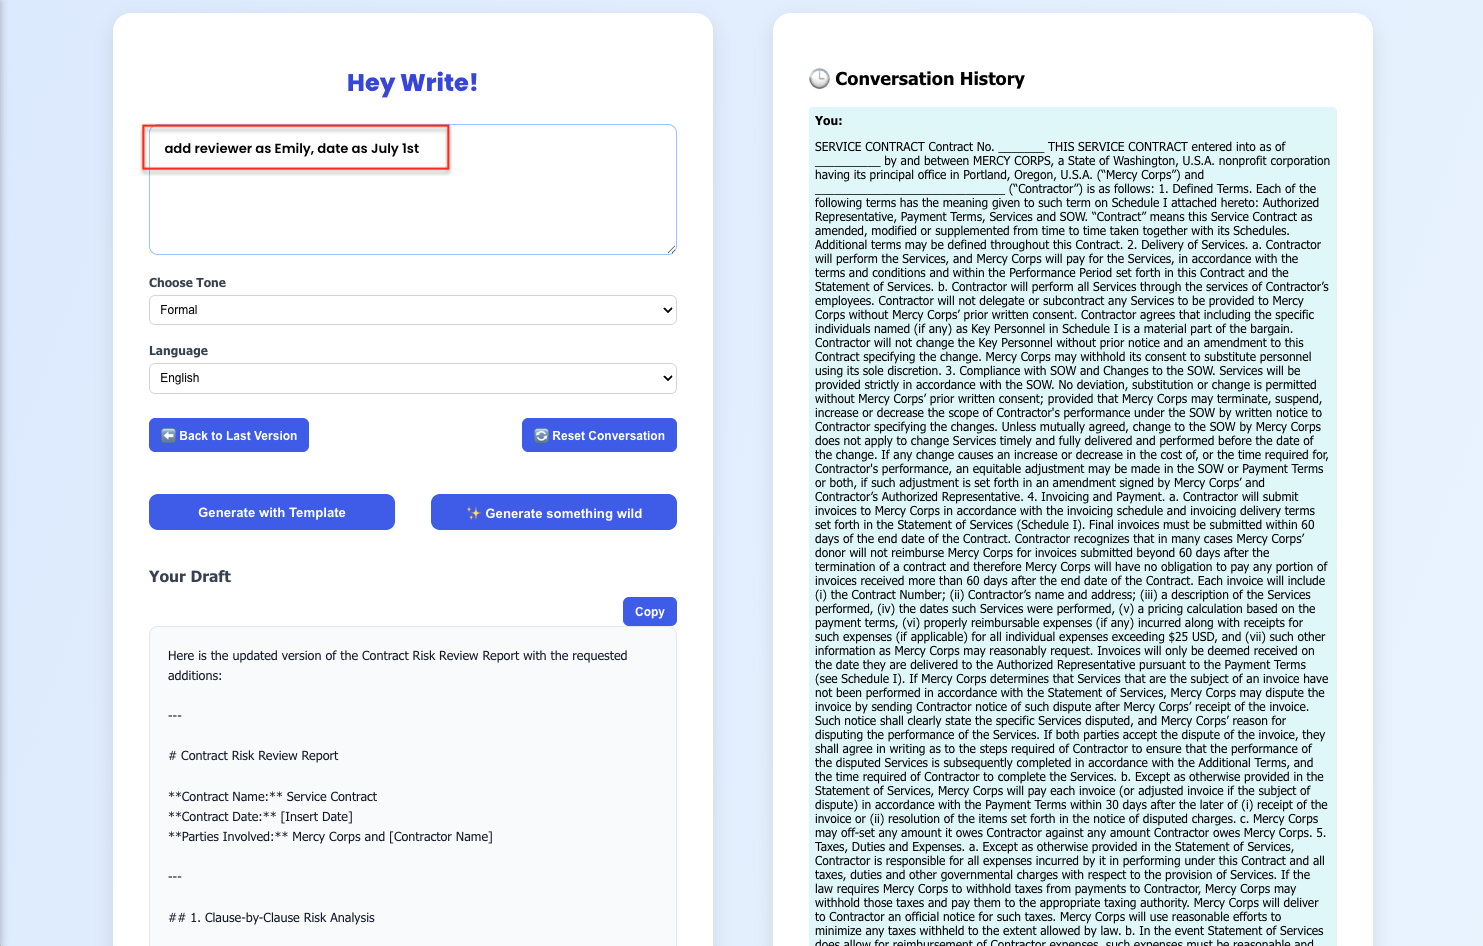 Hey Write!
add reviewer as Emily, date as July 1st
Choose Tone
Formal
Language
English
Back to Last Version
Reset Conversation
Generate with Template
✨ Generate something wild
Your Draft
Copy
Here is the updated version of the Contract Risk Review Report with the requested
additions:
---
# Contract Risk Review Report
**Contract Name:** Service Contract
**Contract Date:** [Insert Date]
**Parties Involved:** Mercy Corps and [Contractor Name]
---
## 1. Clause-by-Clause Risk Analysis
Conversation History
You:
SERVICE CONTRACT Contract No. _______ THIS SERVICE CONTRACT entered into as of
__________ by and between MERCY CORPS, a State of Washington, U.S.A. nonprofit corporation
having its principal office in Portland, Oregon, U.S.A. (“Mercy Corps”) and
_____________________________ (“Contractor”) is as follows: 1. Defined Terms. Each of the
following terms has the meaning given to such term on Schedule I attached hereto: Authorized
Representative, Payment Terms, Services and SOW. “Contract” means this Service Contract as
amended, modified or supplemented from time to time taken together with its Schedules.
Additional terms may be defined throughout this Contract. 2. Delivery of Services. a. Contractor
will perform the Services, and Mercy Corps will pay for the Services, in accordance with the
terms and conditions and within the Performance Period set forth in this Contract and the
Statement of Services. b. Contractor will perform all Services through the services of Contractor’s
employees. Contractor will not delegate or subcontract any Services to be provided to Mercy
Corps without Mercy Corps’ prior written consent. Contractor agrees that including the specific
individuals named (if any) as Key Personnel in Schedule I is a material part of the bargain.
Contractor will not change the Key Personnel without prior notice and an amendment to this
Contract specifying the change. Mercy Corps may withhold its consent to substitute personnel
using its sole discretion. 3. Compliance with SOW and Changes to the SOW. Services will be
provided strictly in accordance with the SOW. No deviation, substitution or change is permitted
without Mercy Corps’ prior written consent; provided that Mercy Corps may terminate, suspend,
increase or decrease the scope of Contractor's performance under the SOW by written notice to
Contractor specifying the changes. Unless mutually agreed, change to the SOW by Mercy Corps
does not apply to change Services timely and fully delivered and performed before the date of
the change. If any change causes an increase or decrease in the cost of, or the time required for,
Contractor's performance, an equitable adjustment may be made in the SOW or Payment Terms
or both, if such adjustment is set forth in an amendment signed by Mercy Corps’ and
Contractor’s Authorized Representative. 4. Invoicing and Payment. a. Contractor will submit
invoices to Mercy Corps in accordance with the invoicing schedule and invoicing delivery terms
set forth in the Statement of Services (Schedule I). Final invoices must be submitted within 60
days of the end date of the Contract. Contractor recognizes that in many cases Mercy Corps’
donor will not reimburse Mercy Corps for invoices submitted beyond 60 days after the
termination of a contract and therefore Mercy Corps will have no obligation to pay any portion of
invoices received more than 60 days after the end date of the Contract. Each invoice will include
(i) the Contract Number; (ii) Contractor’s name and address; (iii) a description of the Services
performed, (iv) the dates such Services were performed, (v) a pricing calculation based on the
payment terms, (vi) properly reimbursable expenses (if any) incurred along with receipts for
such expenses (if applicable) for all individual expenses exceeding $25 USD, and (vii) such other
information as Mercy Corps may reasonably request. Invoices will only be deemed received on
the date they are delivered to the Authorized Representative pursuant to the Payment Terms
(see Schedule I). If Mercy Corps determines that Services that are the subject of an invoice have
not been performed in accordance with the Statement of Services, Mercy Corps may dispute the
invoice by sending Contractor notice of such dispute after Mercy Corps’ receipt of the invoice.
Such notice shall clearly state the specific Services disputed, and Mercy Corps’ reason for
disputing the performance of the Services. If both parties accept the dispute of the invoice, they
shall agree in writing as to the steps required of Contractor to ensure that the performance of
the disputed Services is subsequently completed in accordance with the Additional Terms, and
the time required of Contractor to complete the Services. b. Except as otherwise provided in the
Statement of Services, Mercy Corps will pay each invoice (or adjusted invoice if the subject of
dispute) in accordance with the Payment Terms within 30 days after the later of (i) receipt of the
invoice or (ii) resolution of the items set forth in the notice of disputed charges. c. Mercy Corps
may off-set any amount it owes Contractor against any amount Contractor owes Mercy Corps. 5.
Taxes, Duties and Expenses. a. Except as otherwise provided in the Statement of Services,
Contractor is responsible for all expenses incurred by it in performing under this Contract and all
taxes, duties and other governmental charges with respect to the provision of Services. If the
law requires Mercy Corps to withhold taxes from payments to Contractor, Mercy Corps may
withhold those taxes and pay them to the appropriate taxing authority. Mercy Corps will deliver
to Contractor an official notice for such taxes. Mercy Corps will use reasonable efforts to
minimize any taxes withheld to the extent allowed by law. b. In the event Statement of Services
does allow for reimbursement of Contractor expenses, such expenses must be reasonable and